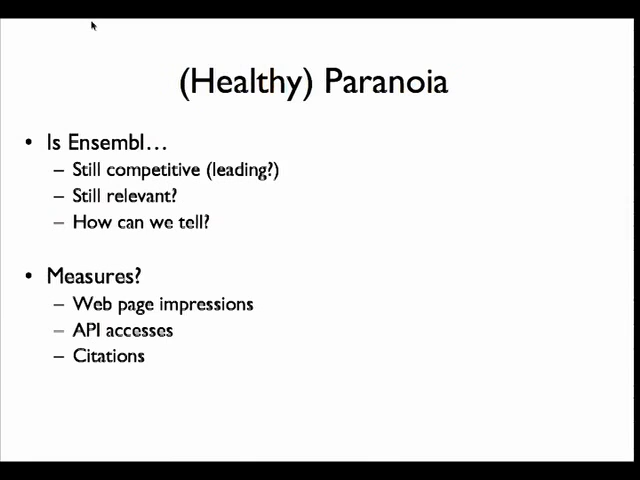 (Healthy) Paranoia
• Is Ensembl…
– Still competitive (leading?)
– Still relevant?
– How can we tell?
• Measures?
– Web page impressions
– API accesses
– Citations